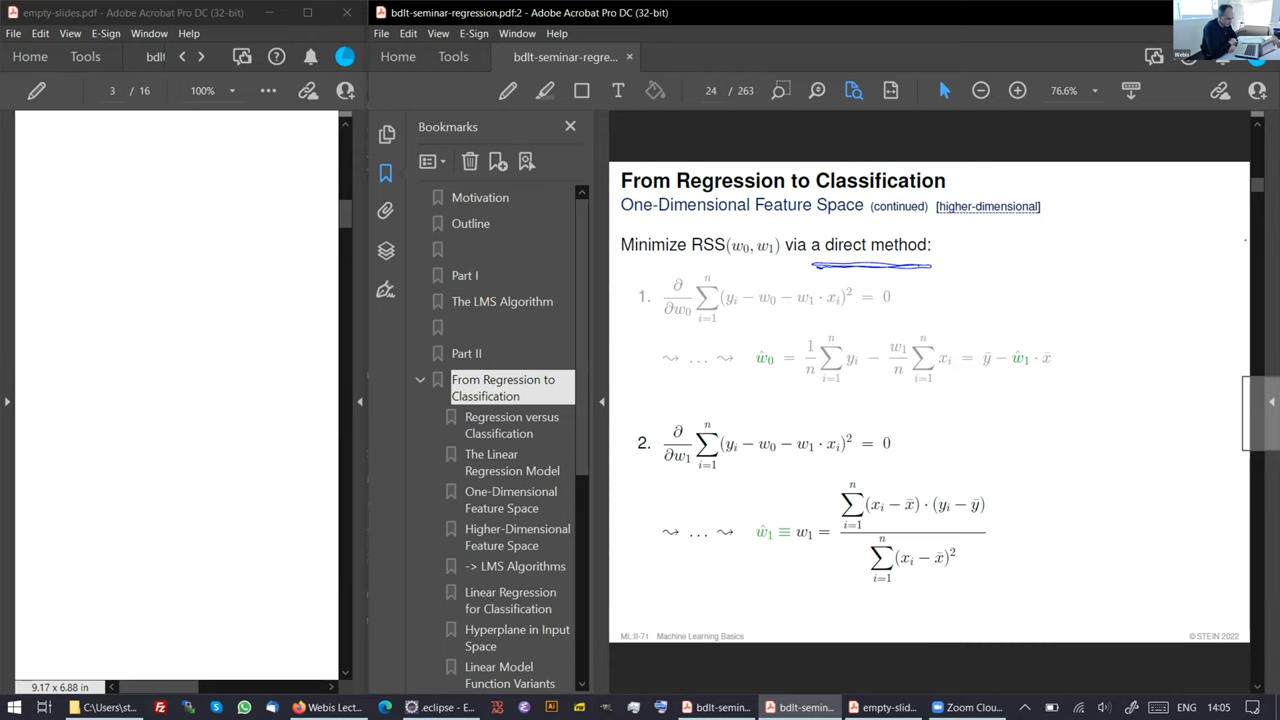 empty-slides.pdf - Adobe Acrobat Pro DC (32-bit)
File Edit View E-Sign Window Help
Home Tools bdlt
3 / 16 100%
9.17 x 6.88 in
bdlt-seminar-regression.pdf:2 - Adobe Acrobat Pro DC (32-bit)
File Edit View E-Sign Window Help
Home Tools bdlt-seminar-regre... ×
24 / 263 76.6%
Bookmarks
Motivation
Outline
Part I
The LMS Algorithm
Part II
From Regression to
Classification
Regression versus
Classification
The Linear
Regression Model
One-Dimensional
Feature Space
Higher-Dimensional
Feature Space
-> LMS Algorithms
Linear Regression
for Classification
Hyperplane in Input
Space
Linear Model
Function Variants
Webis
From Regression to Classification
One-Dimensional Feature Space (continued) [higher-dimensional]
Minimize RSS(w₀, w₁) via a direct method:
1. ∂/∂w₀ ∑ᵢ₌₁ⁿ (yᵢ − w₀ − w₁ · xᵢ)² = 0
⇝ … ⇝ ŵ₀ = 1/n ∑ᵢ₌₁ⁿ yᵢ − w₁/n ∑ᵢ₌₁ⁿ xᵢ = ȳ − ŵ₁ · x̄
2. ∂/∂w₁ ∑ᵢ₌₁ⁿ (yᵢ − w₀ − w₁ · xᵢ)² = 0
⇝ … ⇝ ŵ₁ ≡ w₁ = ∑ᵢ₌₁ⁿ (xᵢ − x̄) · (yᵢ − ȳ) / ∑ᵢ₌₁ⁿ (xᵢ − x̄)²
ML:II-71 Machine Learning Basics © STEIN 2022
C:\Users\st... Webis Lect... .eclipse - E... bdlt-semin... bdlt-semin... empty-slid... Zoom Clou... ENG 14:05